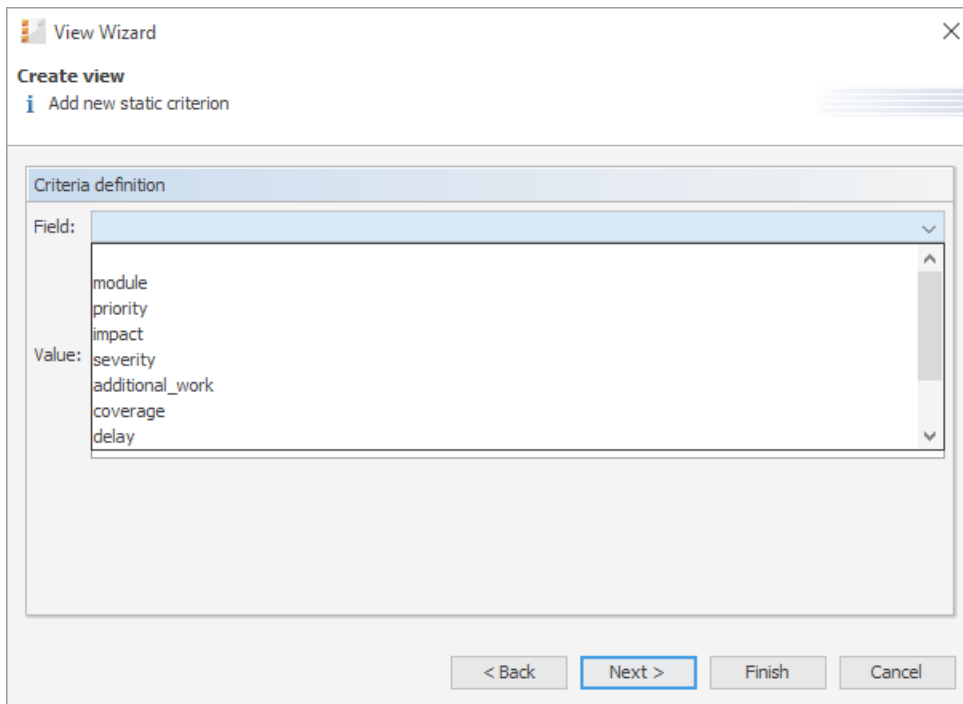 View Wizard
Create view
Add new static criterion
Criteria definition
Field:
module
priority
impact
Value:
severity
additional_work
coverage
delay
< Back
Next >
Finish
Cancel